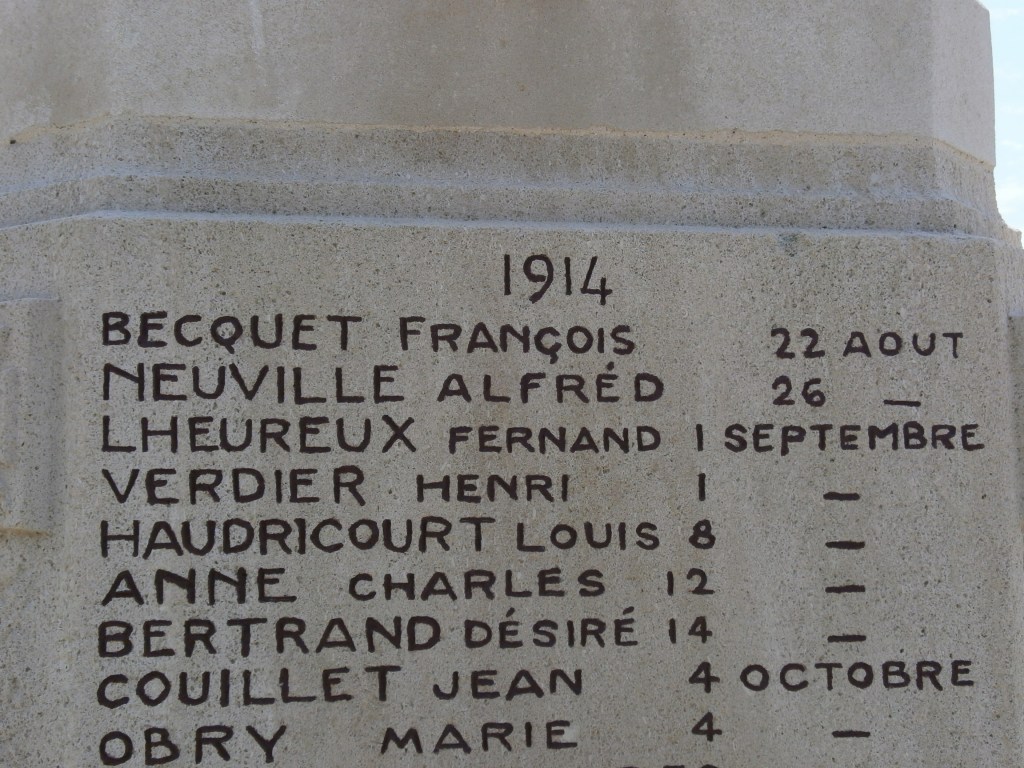 1914
BECQUET FRANÇOIS 22 AOUT
NEUVILLE ALFRÉD 26 —
LHEUREUX FERNAND 1 SEPTEMBRE
VERDIER HENRI 1 —
HAUDRICOURT LOUIS 8 —
ANNE CHARLES 12 —
BERTRAND DÉSIRÉ 14 —
COUILLET JEAN 4 OCTOBRE
OBRY MARIE 4 —